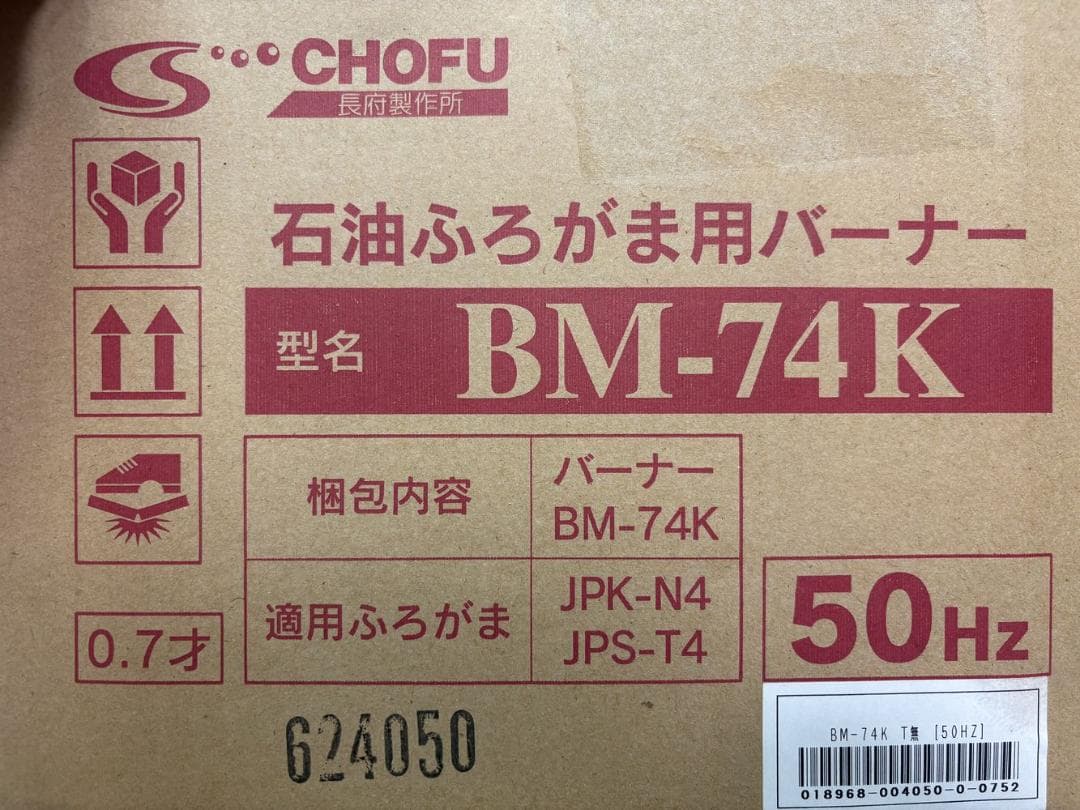 CHOFU
長府製作所
石油ふろがま用バーナー
型名 BM-74K
梱包内容
バーナー
BM-74K
適用ふろがま
JPK-N4
JPS-T4
0.7才
50Hz
624050
BM-74K T無 [50HZ]
018968-004050-0-0752